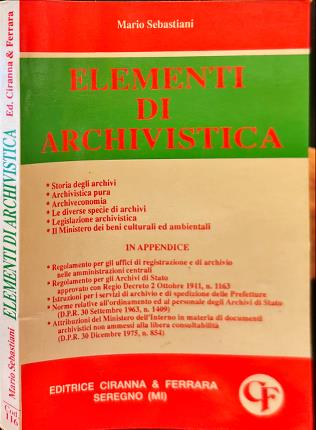 Mario Sebastiani
ELEMENTI
DI
ARCHIVISTICA
* Storia degli archivi
* Archivistica pura
* Archiveconomia
* Le diverse specie di archivi
* Legislazione archivistica
* Il Ministero dei beni culturali ed ambientali
IN APPENDICE
* Regolamento per gli uffici di registrazione e di archivio
nelle amministrazioni centrali
* Regolamento per gli Archivi di Stato
approvato con Regio Decreto 2 Ottobre 1911, n. 1163
* Istruzioni per i servizi di archivio e di spedizione delle Prefetture
* Norme relative all'ordinamento ed al personale degli Archivi di Stato
(D.P.R. 30 Settembre 1963, n. 1409)
* Attribuzioni del Ministero dell'Interno in materia di documenti
archivistici non ammessi alla libera consultabilità
(D.P.R. 30 Dicembre 1975, n. 854)
EDITRICE CIRANNA & FERRARA
SEREGNO (MI)
CF
Mario Sebastiani ELEMENTI DI ARCHIVISTICA Ed. Ciranna & Ferrara
116